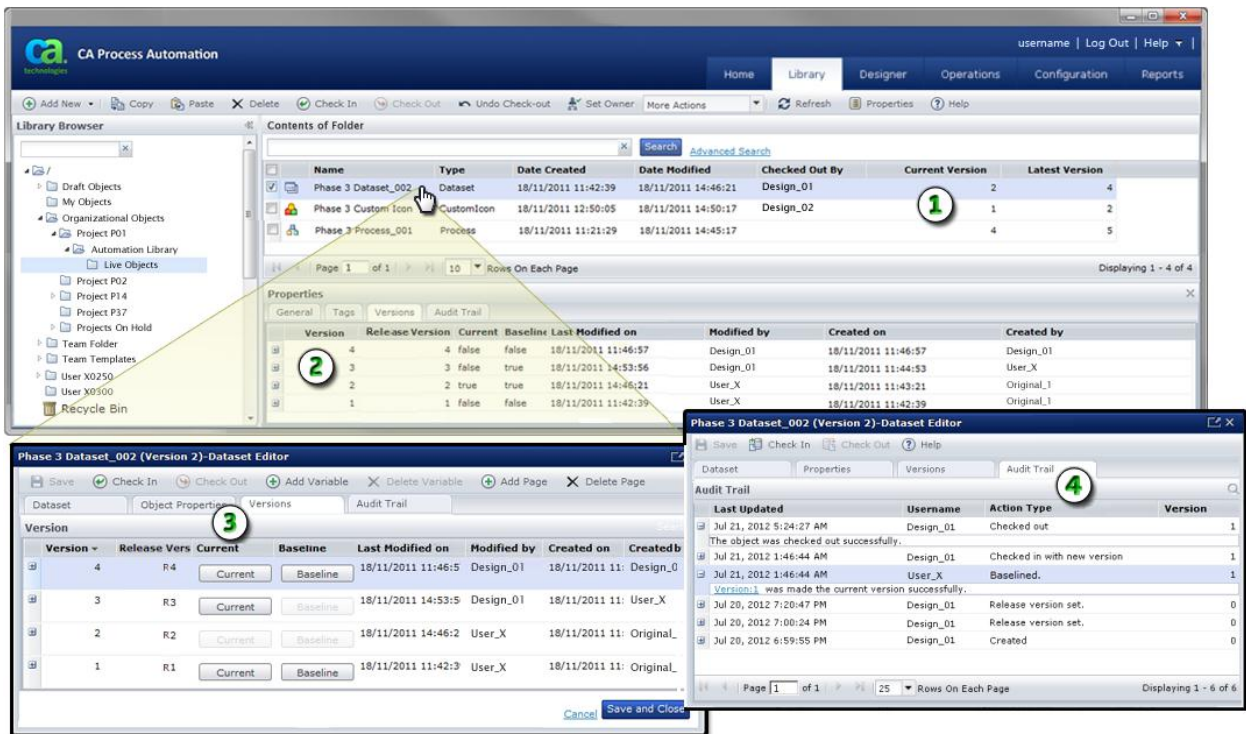 username | Log Out | Help
ca technologies CA Process Automation
Home Library Designer Operations Configuration Reports
Add New Copy Paste Delete Check In Check Out Undo Check-out Set Owner More Actions Refresh Properties Help
Library Browser
/
Draft Objects
My Objects
Organizational Objects
Project P01
Automation Library
Live Objects
Project P02
Project P14
Project P37
Projects On Hold
Team Folder
Team Templates
User X0250
User X0300
Recycle Bin
Contents of Folder
Search Advanced Search
Name Type Date Created Date Modified Checked Out By Current Version Latest Version
Phase 3 Dataset_002 Dataset 18/11/2011 11:42:39 18/11/2011 14:46:21 Design_01 2 4
Phase 3 Custom Icon CustomIcon 18/11/2011 12:50:05 18/11/2011 14:50:17 Design_02 1 2
Phase 3 Process_001 Process 18/11/2011 11:21:29 18/11/2011 14:45:17 4 5
1
Page 1 of 1 10 Rows On Each Page Displaying 1 - 4 of 4
Properties
General Tags Versions Audit Trail
Version Release Version Current Baseline Last Modified on Modified by Created on Created by
4 4 false false 18/11/2011 11:46:57 Design_01 18/11/2011 11:46:57 Design_01
3 3 false true 18/11/2011 14:53:56 Design_01 18/11/2011 11:44:53 User_X
2 2 true true 18/11/2011 14:46:21 User_X 18/11/2011 11:43:21 Original_1
1 1 false false 18/11/2011 11:42:39 User_X 18/11/2011 11:42:39 Original_1
2
Phase 3 Dataset_002 (Version 2)-Dataset Editor
Save Check In Check Out Add Variable Delete Variable Add Page Delete Page
Dataset Object Properties Versions Audit Trail
3
Version
Version Release Vers Current Baseline Last Modified on Modified by Created on Created b
4 R4 Current Baseline 18/11/2011 11:46:5 Design_01 18/11/2011 11: Design_0
3 R3 Current Baseline 18/11/2011 14:53:5 Design_01 18/11/2011 11: User_X
2 R2 Current Baseline 18/11/2011 14:46:2 User_X 18/11/2011 11: Original_
1 R1 Current Baseline 18/11/2011 11:42:3 User_X 18/11/2011 11: Original_
Cancel Save and Close
Phase 3 Dataset_002 (Version 2)-Dataset Editor
Save Check In Check Out Help
Dataset Properties Versions Audit Trail
4
Audit Trail
Last Updated Username Action Type Version
Jul 21, 2012 5:24:27 AM Design_01 Checked out 1
The object was checked out successfully.
Jul 21, 2012 1:46:44 AM Design_01 Checked in with new version 1
Jul 21, 2012 1:46:44 AM User_X Baselined. 1
Version:1 was made the current version successfully.
Jul 20, 2012 7:20:47 PM Design_01 Release version set. 0
Jul 20, 2012 7:00:24 PM Design_01 Release version set. 0
Jul 20, 2012 6:59:55 PM Design_01 Created 0
Page 1 of 1 25 Rows On Each Page Displaying 1 - 6 of 6